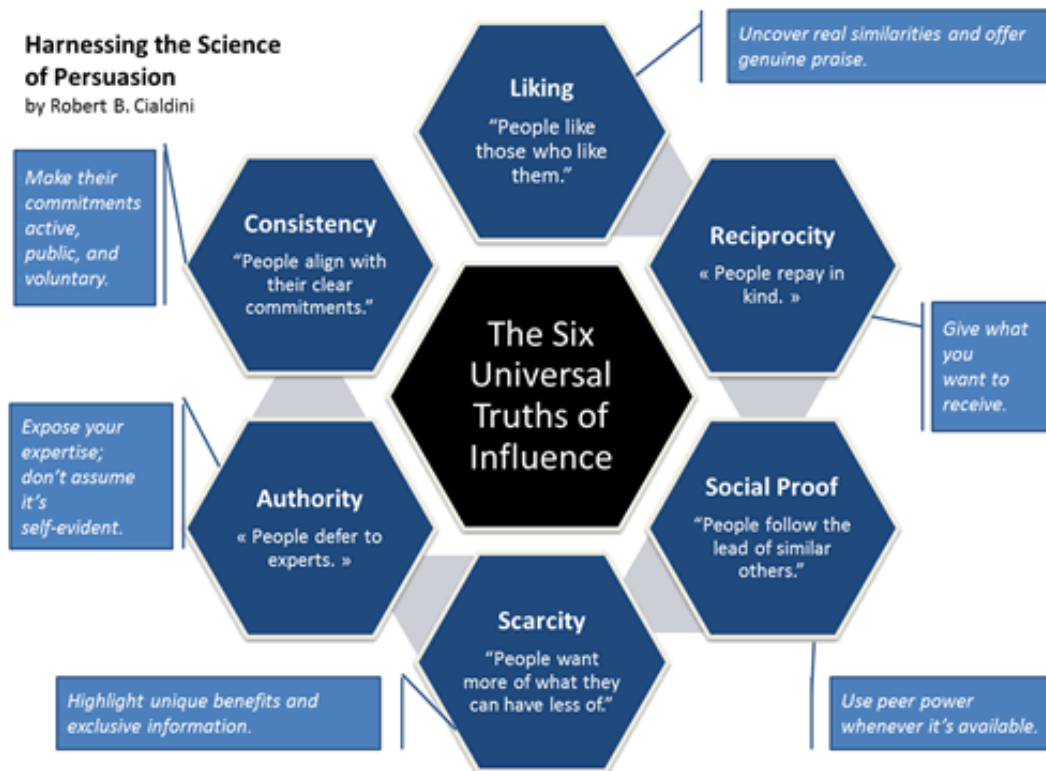 Harnessing the Science
of Persuasion
by Robert B. Cialdini
Liking
“People like
those who like
them.”
Uncover real similarities and offer
genuine praise.
Reciprocity
« People repay in
kind. »
Give what
you
want to
receive.
Social Proof
“People follow the
lead of similar
others.”
Use peer power
whenever it’s available.
Scarcity
“People want
more of what they
can have less of.”
Highlight unique benefits and
exclusive information.
Authority
« People defer to
experts. »
Expose your
expertise;
don’t assume
it’s
self-evident.
Consistency
“People align with
their clear
commitments.”
Make their
commitments
active,
public, and
voluntary.
The Six
Universal
Truths of
Influence